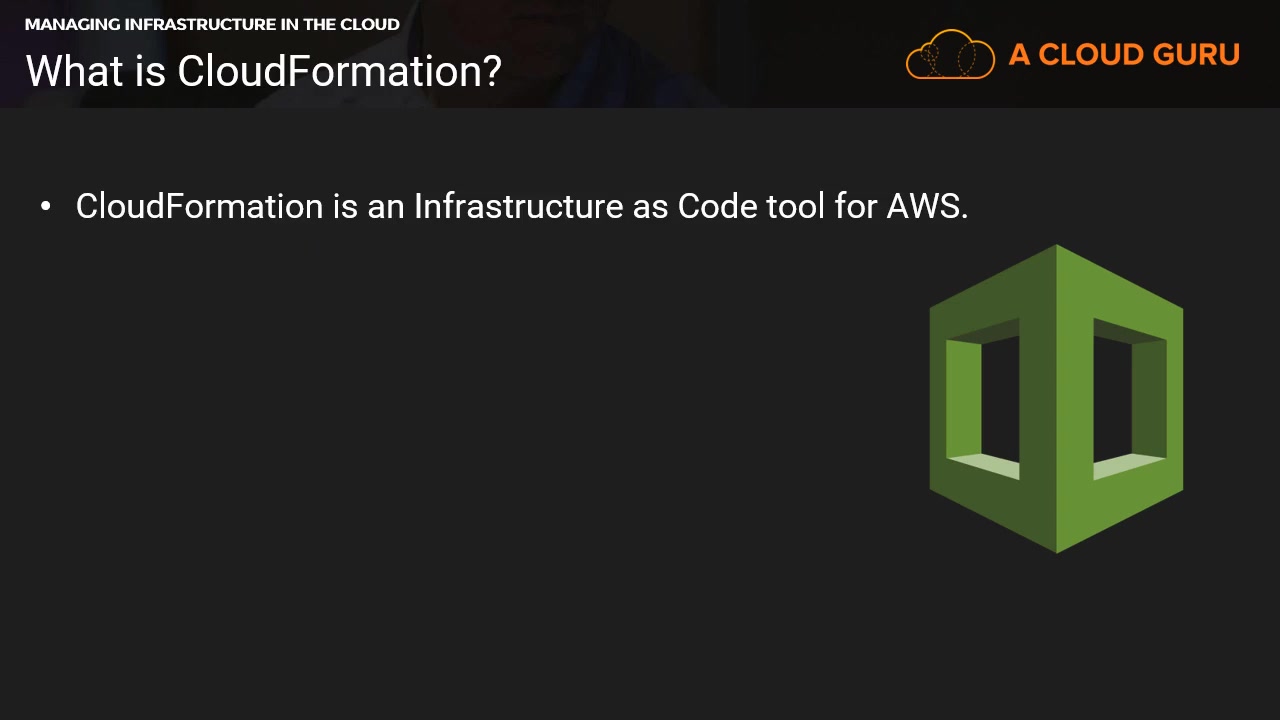 MANAGING INFRASTRUCTURE IN THE CLOUD
What is CloudFormation?
A CLOUD GURU
• CloudFormation is an Infrastructure as Code tool for AWS.